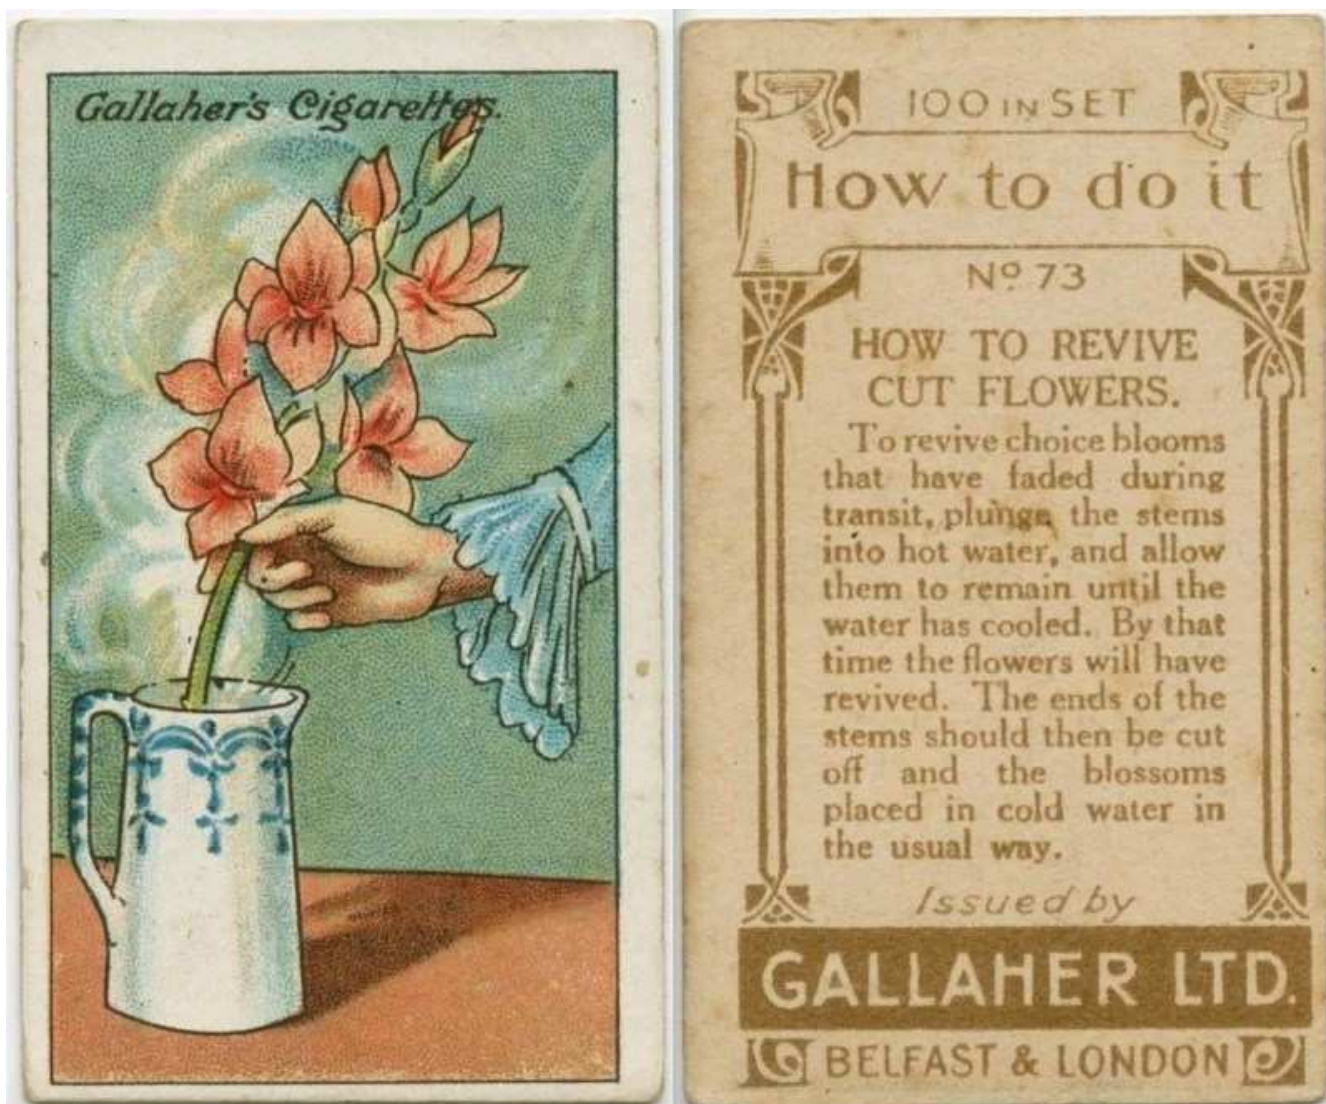 Gallaher's Cigarettes.
100 IN SET
How to do it
Nº 73
HOW TO REVIVE
CUT FLOWERS.
To revive choice blooms
that have faded during
transit, plunge the stems
into hot water, and allow
them to remain until the
water has cooled. By that
time the flowers will have
revived. The ends of the
stems should then be cut
off and the blossoms
placed in cold water in
the usual way.
Issued by
GALLAHER LTD.
BELFAST & LONDON